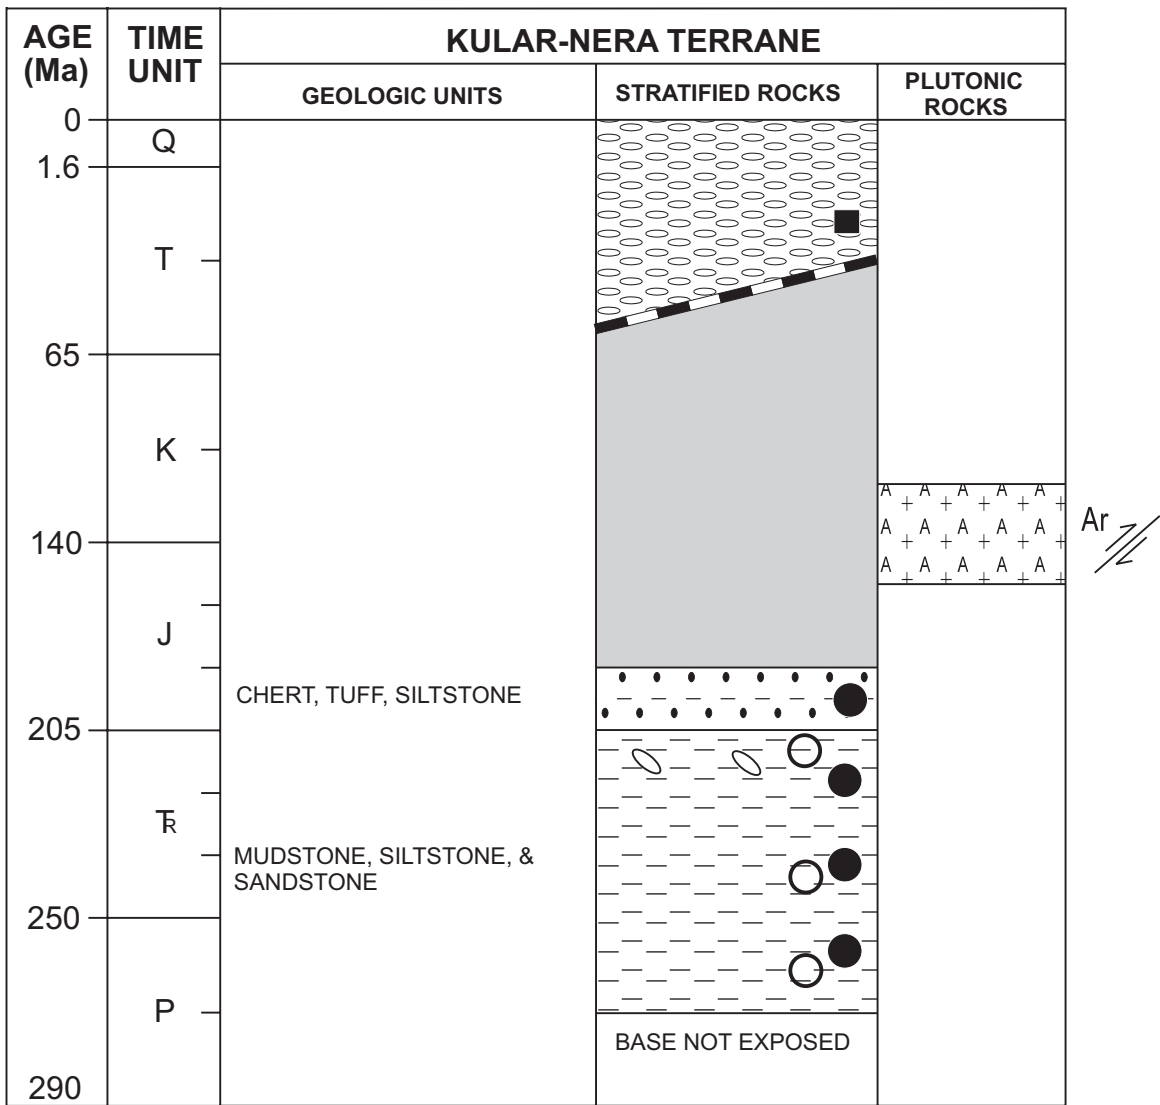 AGE (Ma)
TIME UNIT
KULAR-NERA TERRANE
GEOLOGIC UNITS
STRATIFIED ROCKS
PLUTONIC ROCKS
0
Q
1.6
T
65
K
A A A A A
A A A A A
A A A A A
Ar
140
J
CHERT, TUFF, SILTSTONE
205
TR
MUDSTONE, SILTSTONE, &
SANDSTONE
250
P
BASE NOT EXPOSED
290